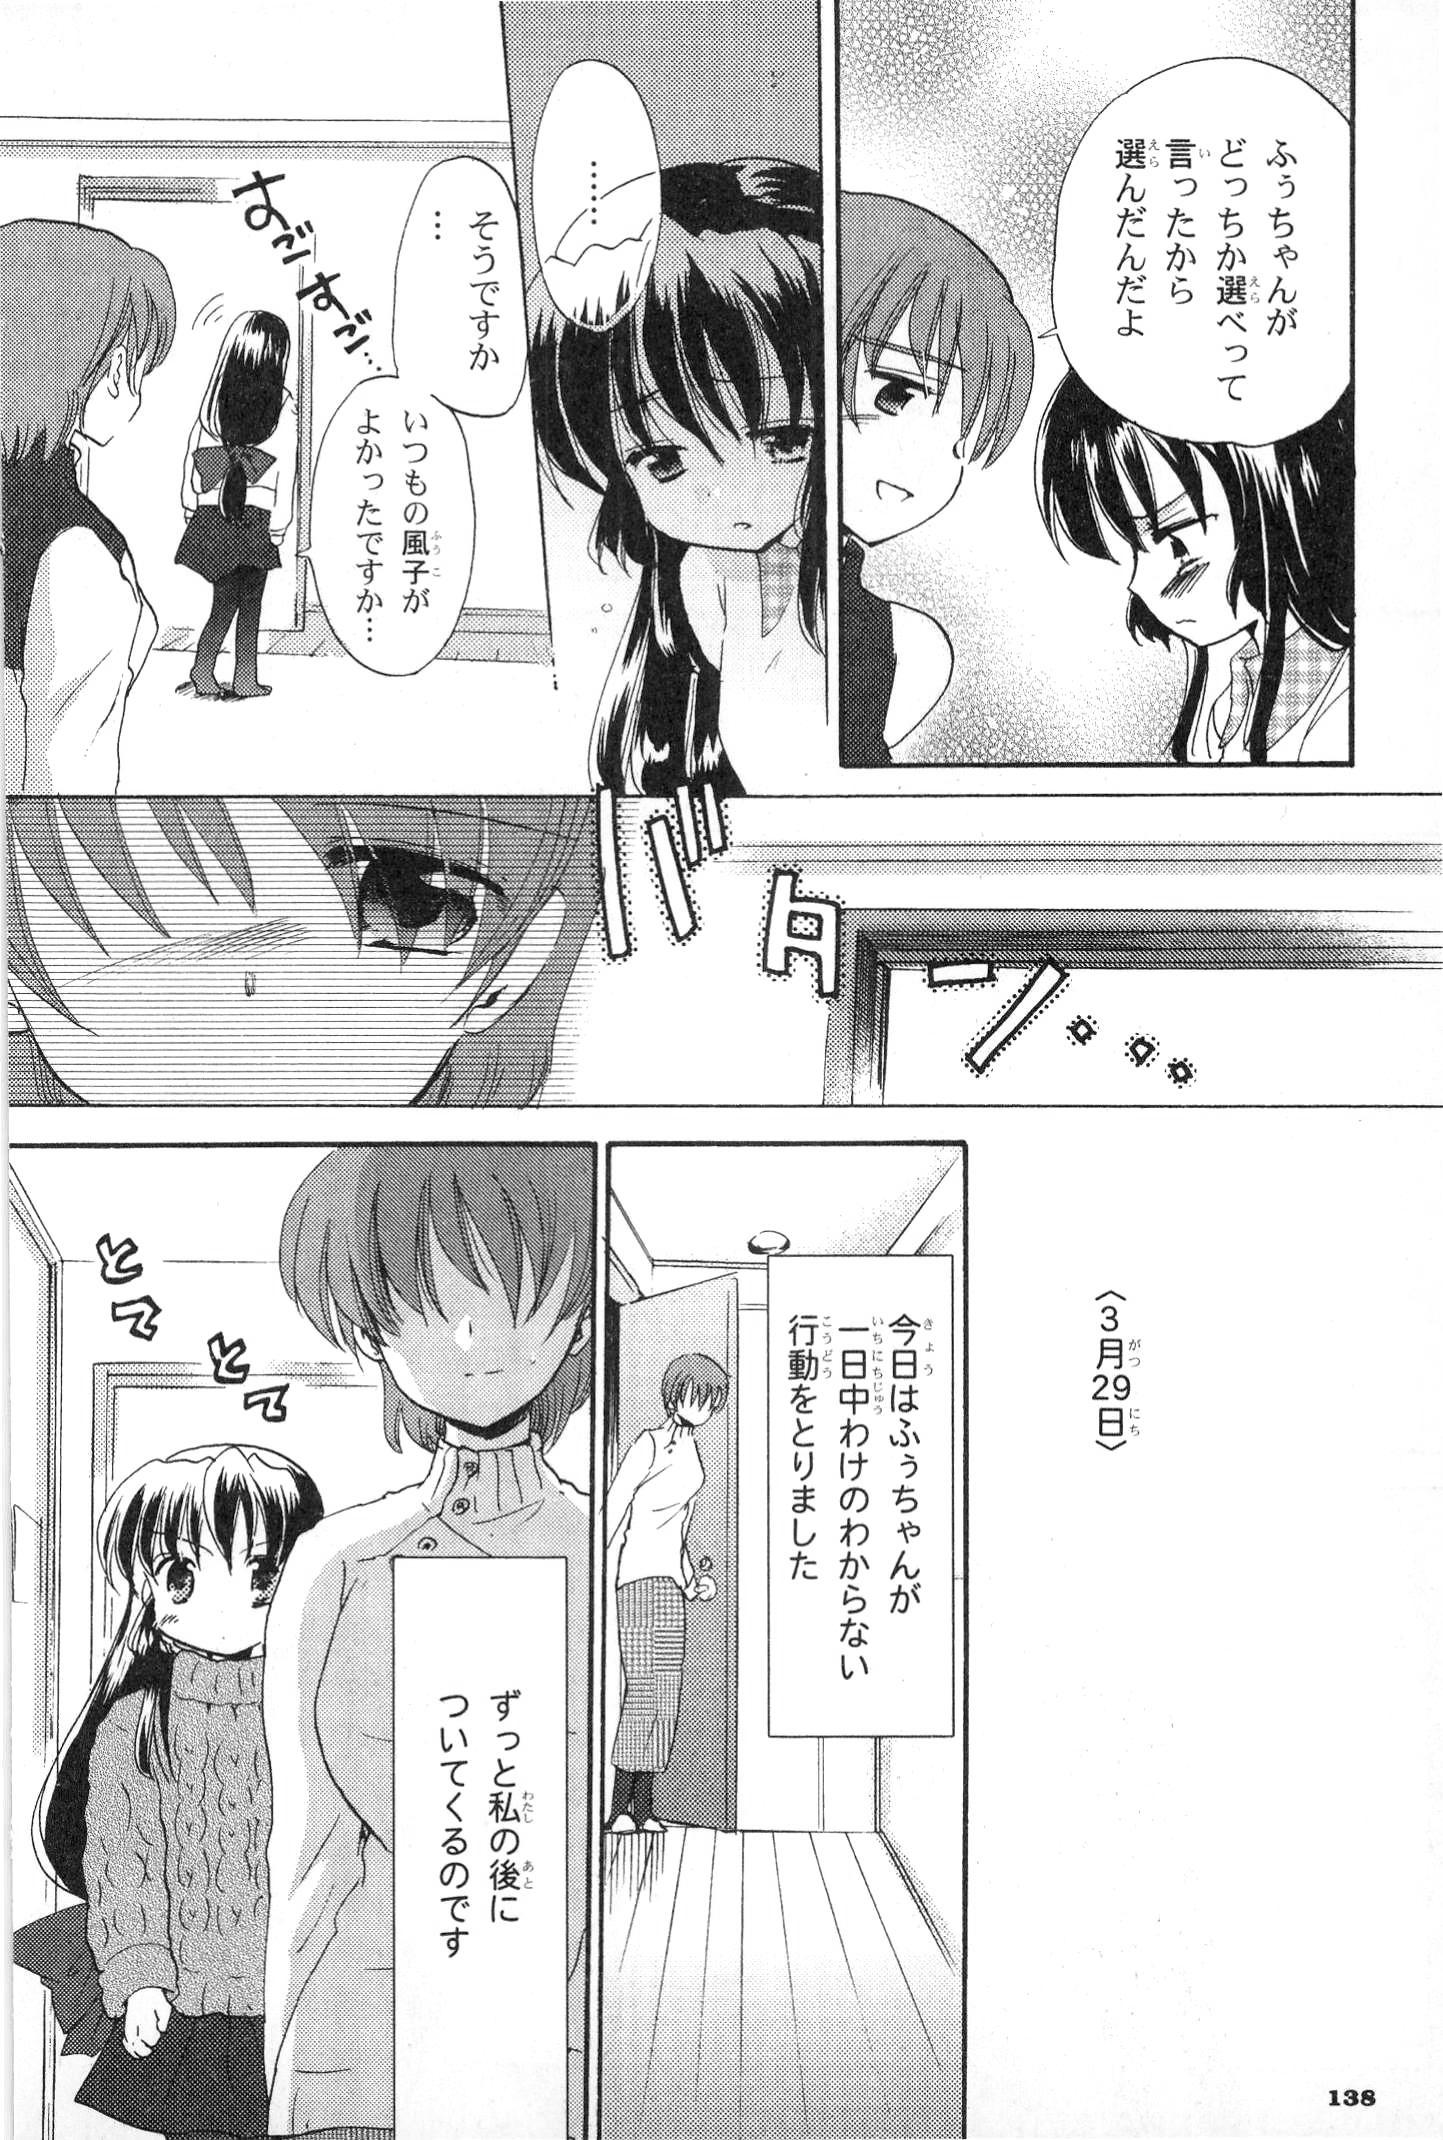 ふぅちゃんが
どっちか選べって
言ったから
選んだんだよ
………
そうですか
…
いつもの風子が
よかったですか…
すごすご…
バタン…
〈3月29日〉
今日はふぅちゃんが
一日中わけのわからない
行動をとりました
ずっと私の後に
ついてくるのです
とてとて
138